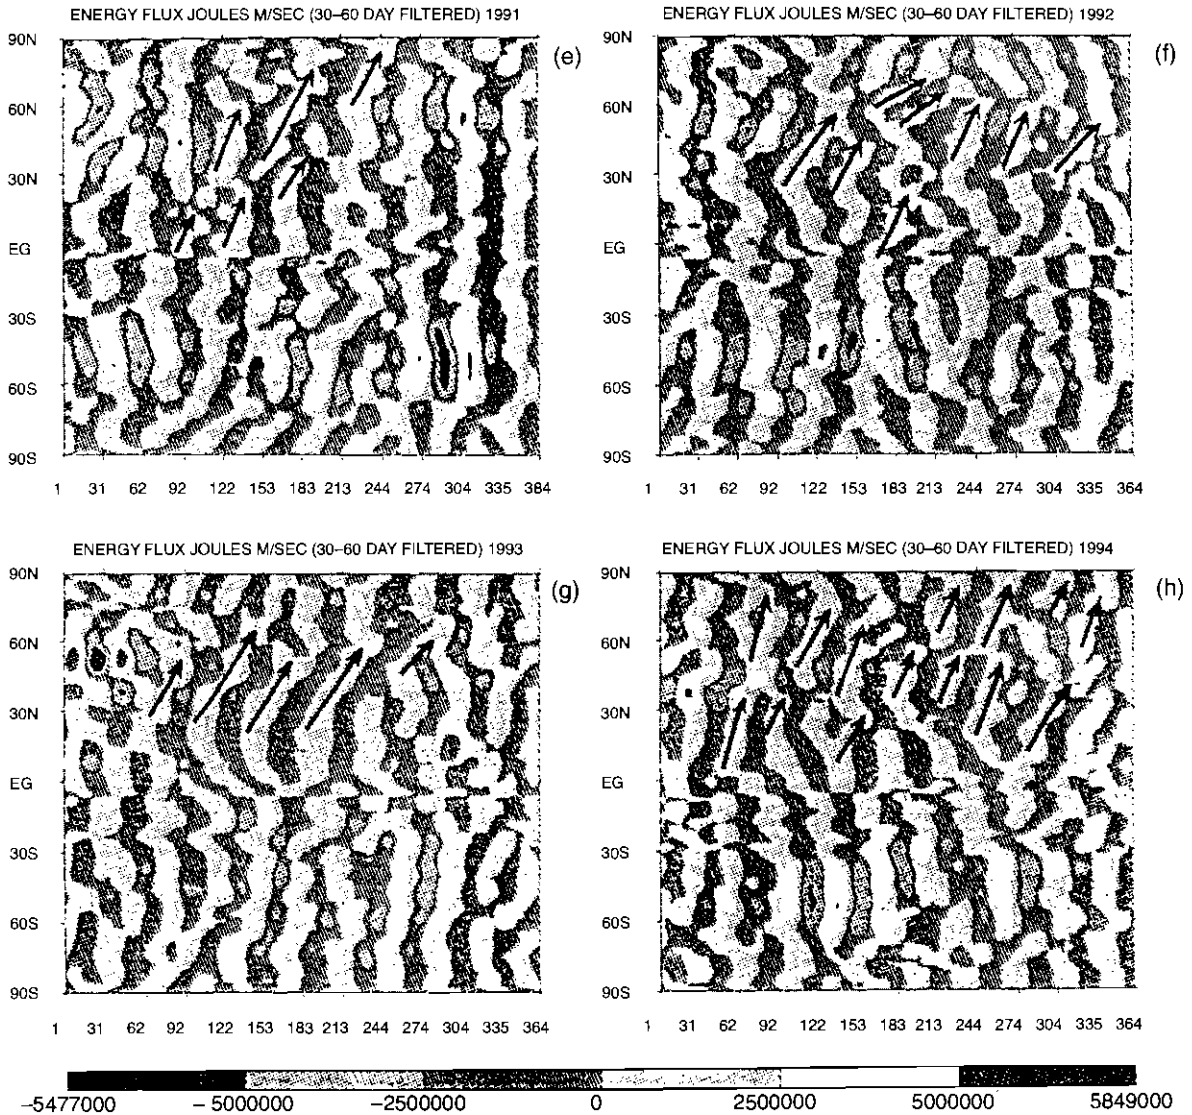 ENERGY FLUX JOULES M/SEC (30–60 DAY FILTERED) 1991
(e)
90N
60N
30N
EG
30S
60S
90S
1 31 62 92 122 153 183 213 244 274 304 335 384
ENERGY FLUX JOULES M/SEC (30–60 DAY FILTERED) 1992
(f)
90N
60N
30N
EG
30S
60S
90S
1 31 62 92 122 153 183 213 244 274 304 335 364
ENERGY FLUX JOULES M/SEC (30–60 DAY FILTERED) 1993
(g)
90N
60N
30N
EG
30S
60S
90S
1 31 62 92 122 153 183 213 244 274 304 335 364
ENERGY FLUX JOULES M/SEC (30–60 DAY FILTERED) 1994
(h)
90N
60N
30N
EG
30S
60S
90S
1 31 62 92 122 153 183 213 244 274 304 335 364
–5477000 – 5000000 –2500000 0 2500000 5000000 5849000